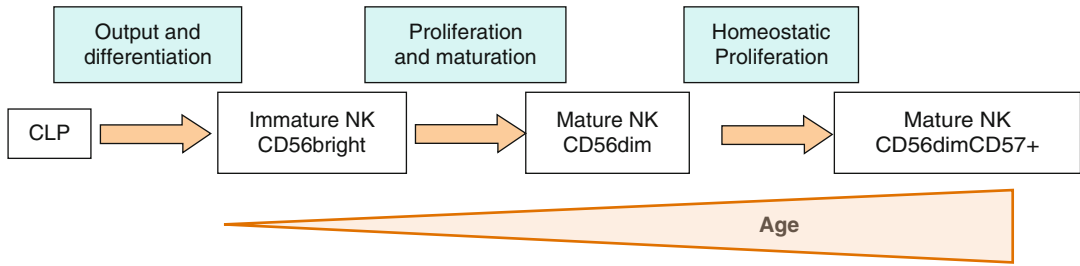 Output and
differentiation
Proliferation
and maturation
Homeostatic
Proliferation
CLP
Immature NK
CD56bright
Mature NK
CD56dim
Mature NK
CD56dimCD57+
Age